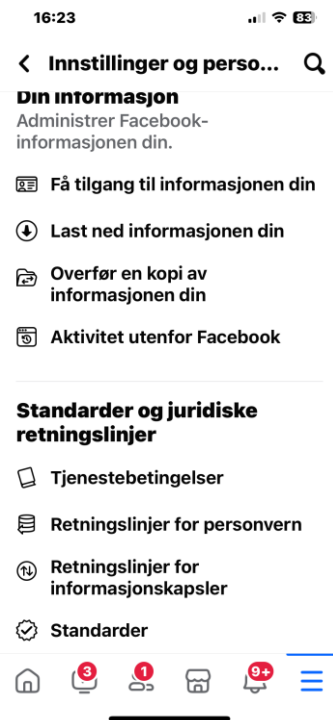 16:23
83
Innstillinger og perso...
Din informasjon
Administrer Facebook-
informasjonen din.
Få tilgang til informasjonen din
Last ned informasjonen din
Overfør en kopi av
informasjonen din
Aktivitet utenfor Facebook
Standarder og juridiske
retningslinjer
Tjenestebetingelser
Retningslinjer for personvern
Retningslinjer for
informasjonskapsler
Standarder
3
1
9+